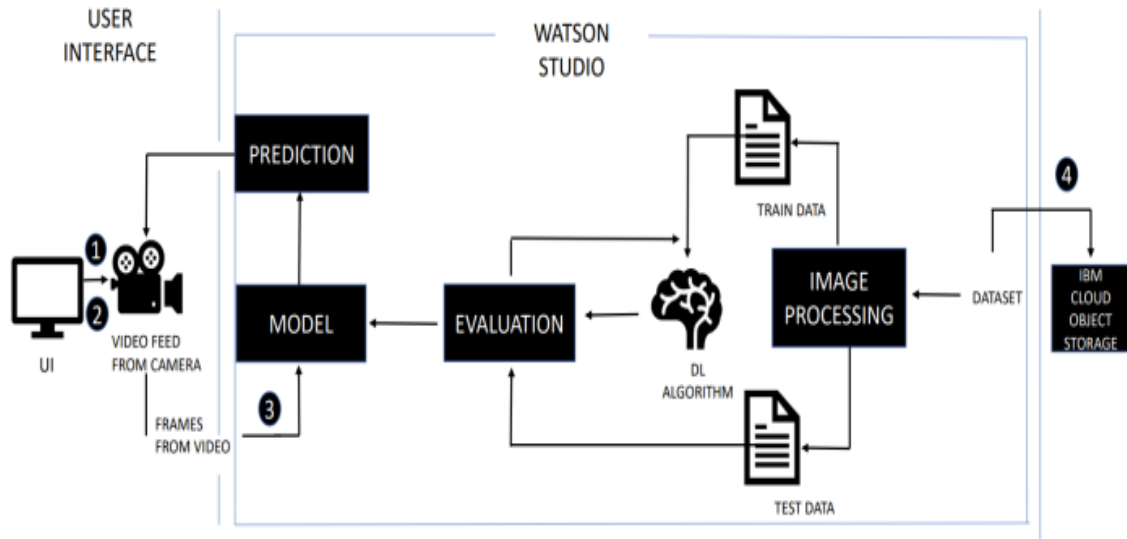 USER
INTERFACE
WATSON
STUDIO
PREDICTION
4
TRAIN DATA
1
IMAGE
PROCESSING
DATASET
IBM
CLOUD
OBJECT
STORAGE
2
MODEL
EVALUATION
UI
VIDEO FEED
FROM CAMERA
DL
ALGORITHM
3
FRAMES
FROM VIDEO
TEST DATA